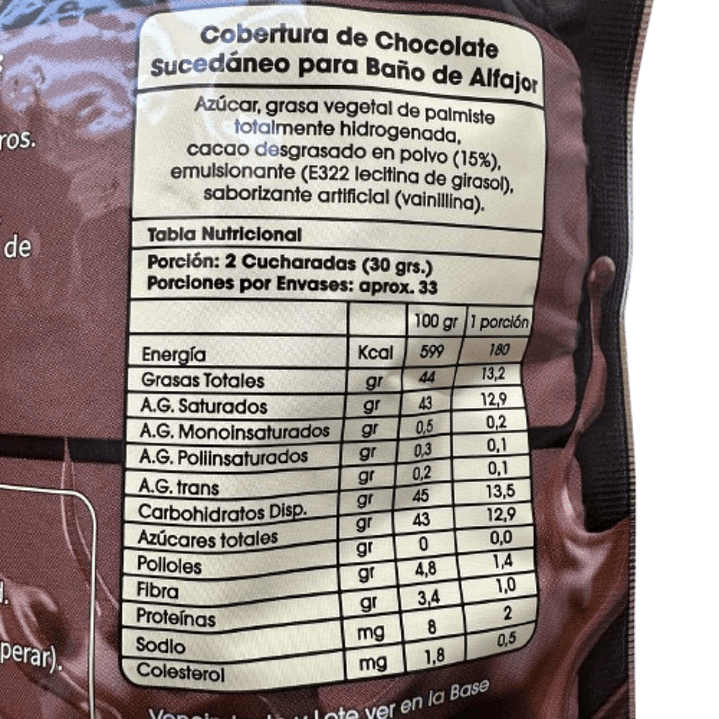 Cobertura de Chocolate
Sucedáneo para Baño de Alfajor
Azúcar, grasa vegetal de palmiste
totalmente hidrogenada,
cacao desgrasado en polvo (15%),
emulsionante (E322 lecitina de girasol),
saborizante artificial (vainillina).
Tabla Nutricional
Porción: 2 Cucharadas (30 grs.)
Porciones por Envases: aprox. 33
100 gr 1 porción
Energía Kcal 599 180
Grasas Totales gr 44 13,2
A.G. Saturados gr 43 12,9
A.G. Monoinsaturados gr 0,5 0,2
A.G. Poliinsaturados gr 0,3 0,1
A.G. trans gr 0,2 0,1
Carbohidratos Disp. gr 45 13,5
Azúcares totales gr 43 12,9
Polioles gr 0 0,0
Fibra gr 4,8 1,4
Proteínas gr 3,4 1,0
Sodio mg 8 2
Colesterol mg 1,8 0,5
Lote ver en la Base
ros.
de
perar).